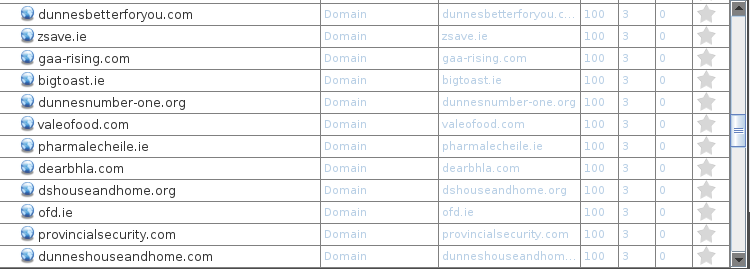 dunnesbetterforyou.com Domain dunnesbetterforyou.c... 100 3 0
zsave.ie Domain zsave.ie 100 3 0
gaa-rising.com Domain gaa-rising.com 100 3 0
bigtoast.ie Domain bigtoast.ie 100 3 0
dunnesnumber-one.org Domain dunnesnumber-one.org 100 3 0
valeofood.com Domain valeofood.com 100 3 0
pharmalecheile.ie Domain pharmalecheile.ie 100 3 0
dearbhla.com Domain dearbhla.com 100 3 0
dshouseandhome.org Domain dshouseandhome.org 100 3 0
ofd.ie Domain ofd.ie 100 3 0
provincialsecurity.com Domain provincialsecurity.com 100 3 0
dunneshouseandhome.com Domain dunneshouseandhom... 100 3 0